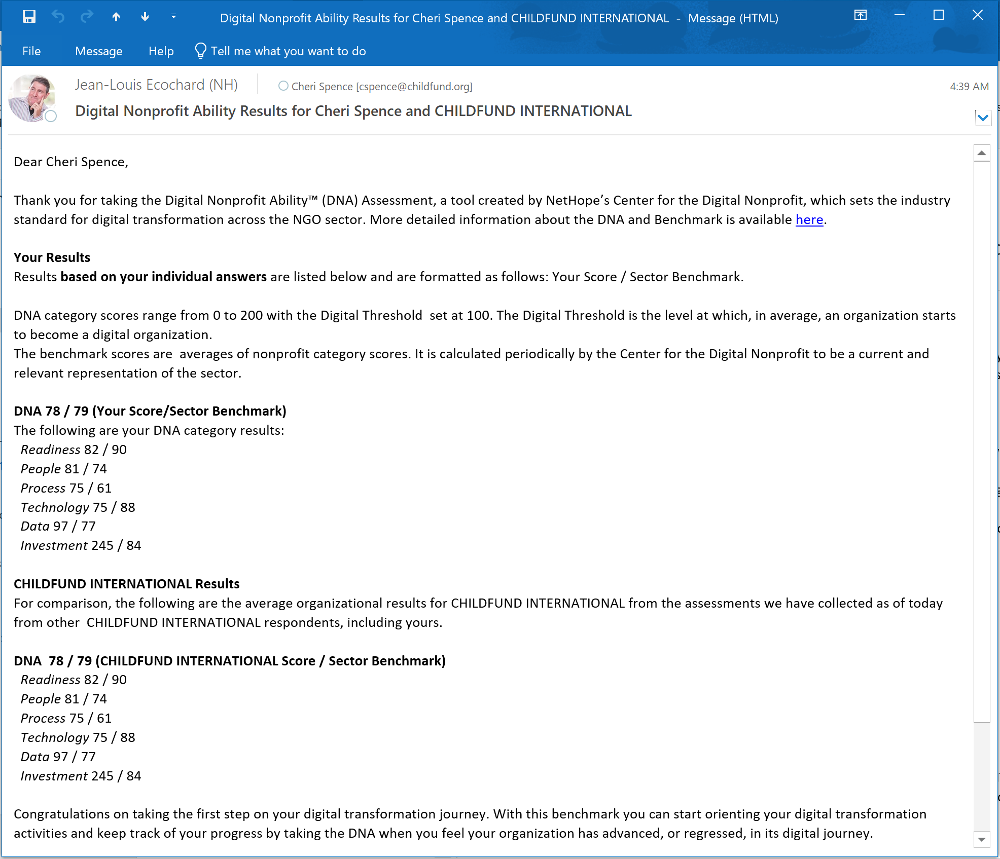 Digital Nonprofit Ability Results for Cheri Spence and CHILDFUND INTERNATIONAL - Message (HTML)
File Message Help Tell me what you want to do
Jean-Louis Ecochard (NH) Cheri Spence [cspence@childfund.org] 4:39 AM
Digital Nonprofit Ability Results for Cheri Spence and CHILDFUND INTERNATIONAL
Dear Cheri Spence,
Thank you for taking the Digital Nonprofit Ability™ (DNA) Assessment, a tool created by NetHope’s Center for the Digital Nonprofit, which sets the industry
standard for digital transformation across the NGO sector. More detailed information about the DNA and Benchmark is available here.
Your Results
Results based on your individual answers are listed below and are formatted as follows: Your Score / Sector Benchmark.
DNA category scores range from 0 to 200 with the Digital Threshold  set at 100. The Digital Threshold is the level at which, in average, an organization starts
to become a digital organization.
The benchmark scores are  averages of nonprofit category scores. It is calculated periodically by the Center for the Digital Nonprofit to be a current and
relevant representation of the sector.
DNA 78 / 79 (Your Score/Sector Benchmark)
The following are your DNA category results:
Readiness 82 / 90
People 81 / 74
Process 75 / 61
Technology 75 / 88
Data 97 / 77
Investment 245 / 84
CHILDFUND INTERNATIONAL Results
For comparison, the following are the average organizational results for CHILDFUND INTERNATIONAL from the assessments we have collected as of today
from other  CHILDFUND INTERNATIONAL respondents, including yours.
DNA  78 / 79 (CHILDFUND INTERNATIONAL Score / Sector Benchmark)
Readiness 82 / 90
People 81 / 74
Process 75 / 61
Technology 75 / 88
Data 97 / 77
Investment 245 / 84
Congratulations on taking the first step on your digital transformation journey. With this benchmark you can start orienting your digital transformation
activities and keep track of your progress by taking the DNA when you feel your organization has advanced, or regressed, in its digital journey.